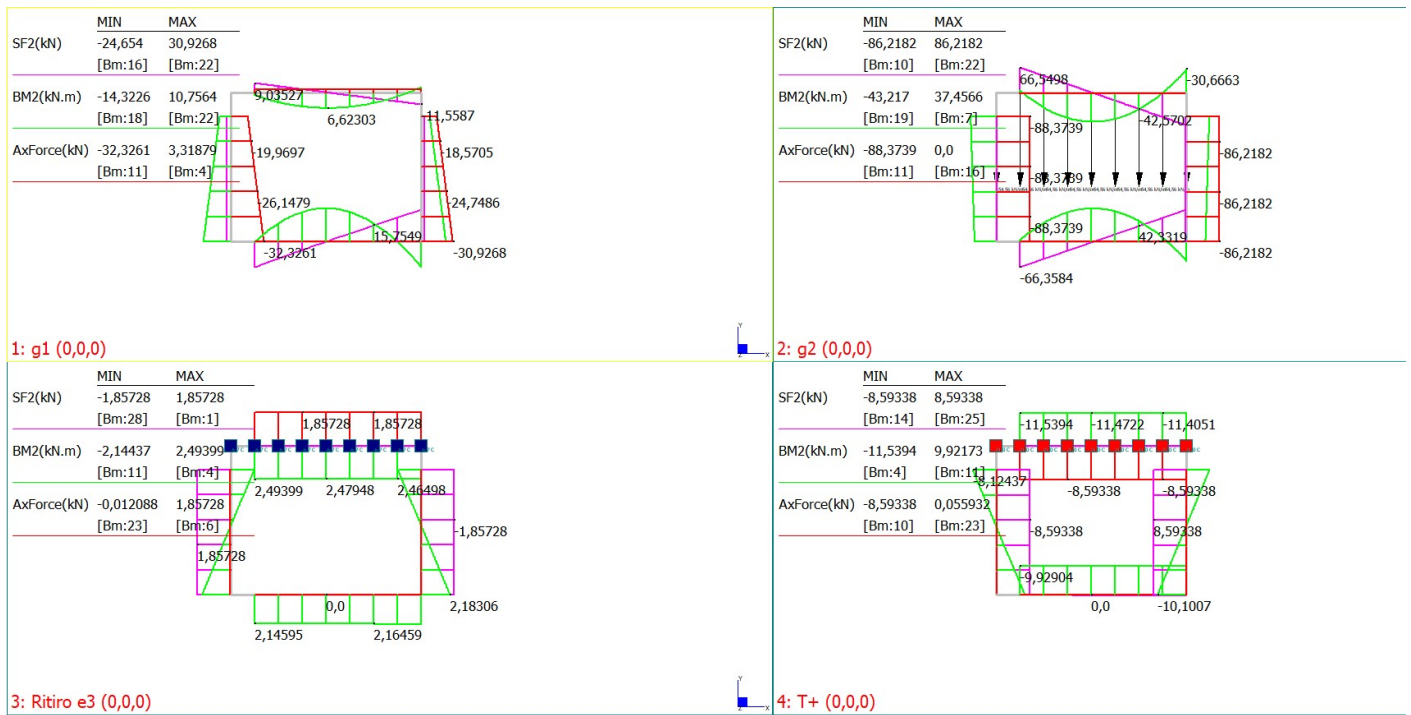 MIN MAX
SF2(kN) -24,654 30,9268
[Bm:16] [Bm:22]
BM2(kN.m) -14,3226 10,7564
[Bm:18] [Bm:22]
AxForce(kN) -32,3261 3,31879
[Bm:11] [Bm:4]
9,03527
6,62303
11,5587
-19,9697
-18,5705
-26,1479
-24,7486
15,7549
-32,3261
-30,9268
1: g1 (0,0,0)
Y
X
MIN MAX
SF2(kN) -86,2182 86,2182
[Bm:10] [Bm:22]
BM2(kN.m) -43,217 37,4566
[Bm:19] [Bm:7]
AxForce(kN) -88,3739 0,0
[Bm:11] [Bm:16]
66,5498
-30,6663
-88,3739
-42,5702
-86,2182
-88,3739
-86,2182
-88,3739
42,3319
-86,2182
-66,3584
2: g2 (0,0,0)
MIN MAX
SF2(kN) -1,85728 1,85728
[Bm:28] [Bm:1]
BM2(kN.m) -2,14437 2,49399
[Bm:11] [Bm:4]
AxForce(kN) -0,012088 1,85728
[Bm:23] [Bm:6]
1,85728 1,85728
2,49399 2,47948 2,46498
-1,85728
1,85728
0,0
2,18306
2,14595 2,16459
3: Ritiro e3 (0,0,0)
Y
X
MIN MAX
SF2(kN) -8,59338 8,59338
[Bm:14] [Bm:25]
BM2(kN.m) -11,5394 9,92173
[Bm:4] [Bm:11]
AxForce(kN) -8,59338 0,055932
[Bm:10] [Bm:23]
-11,5394 -11,4722 -11,4051
-8,12437
-8,59338 -8,59338
-8,59338 8,59338
-9,92904
0,0 -10,1007
4: T+ (0,0,0)